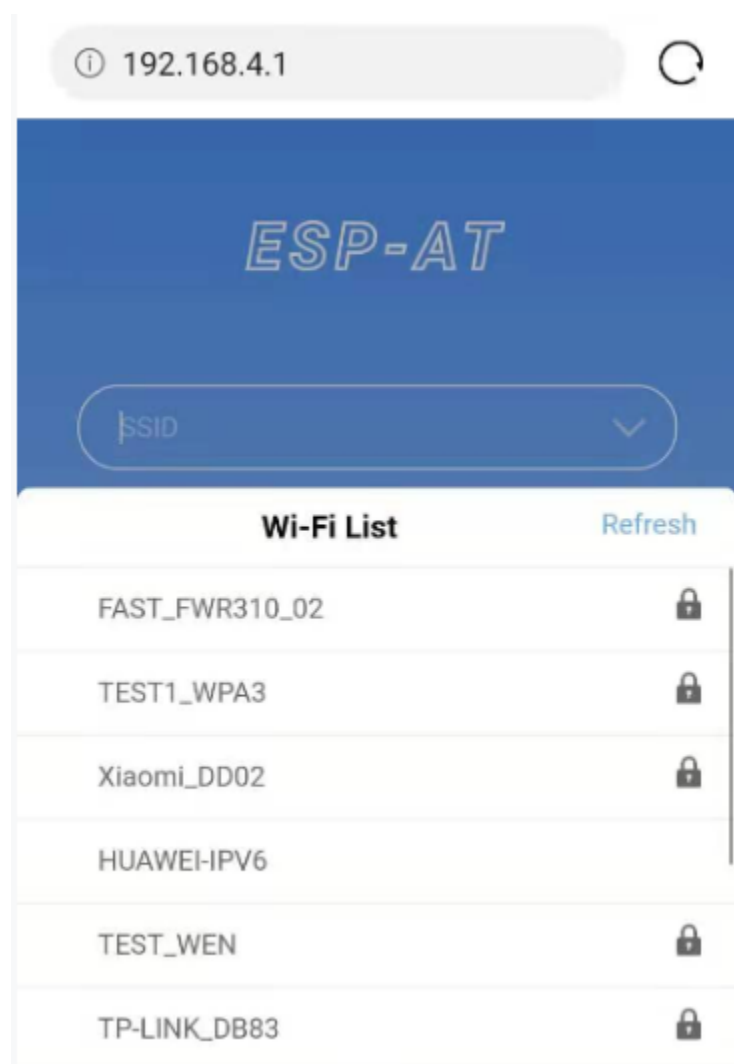 192.168.4.1
ESP-AT
SSID
Wi-Fi List
Refresh
FAST_FWR310_02
TEST1_WPA3
Xiaomi_DD02
HUAWEI-IPV6
TEST_WEN
TP-LINK_DB83